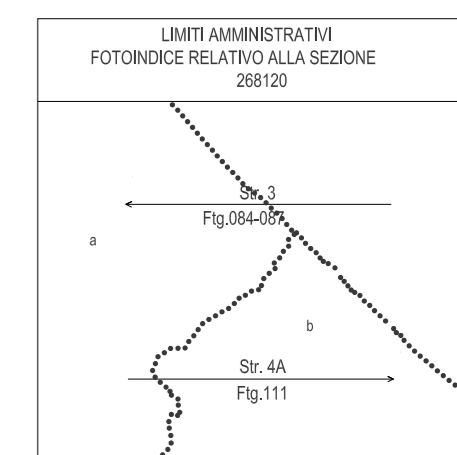 LIMITI AMMINISTRATIVI
FOTOINDICE RELATIVO ALLA SEZIONE
268120
Str. 3
Ftg.084-087
a
b
Str. 4A
Ftg.111